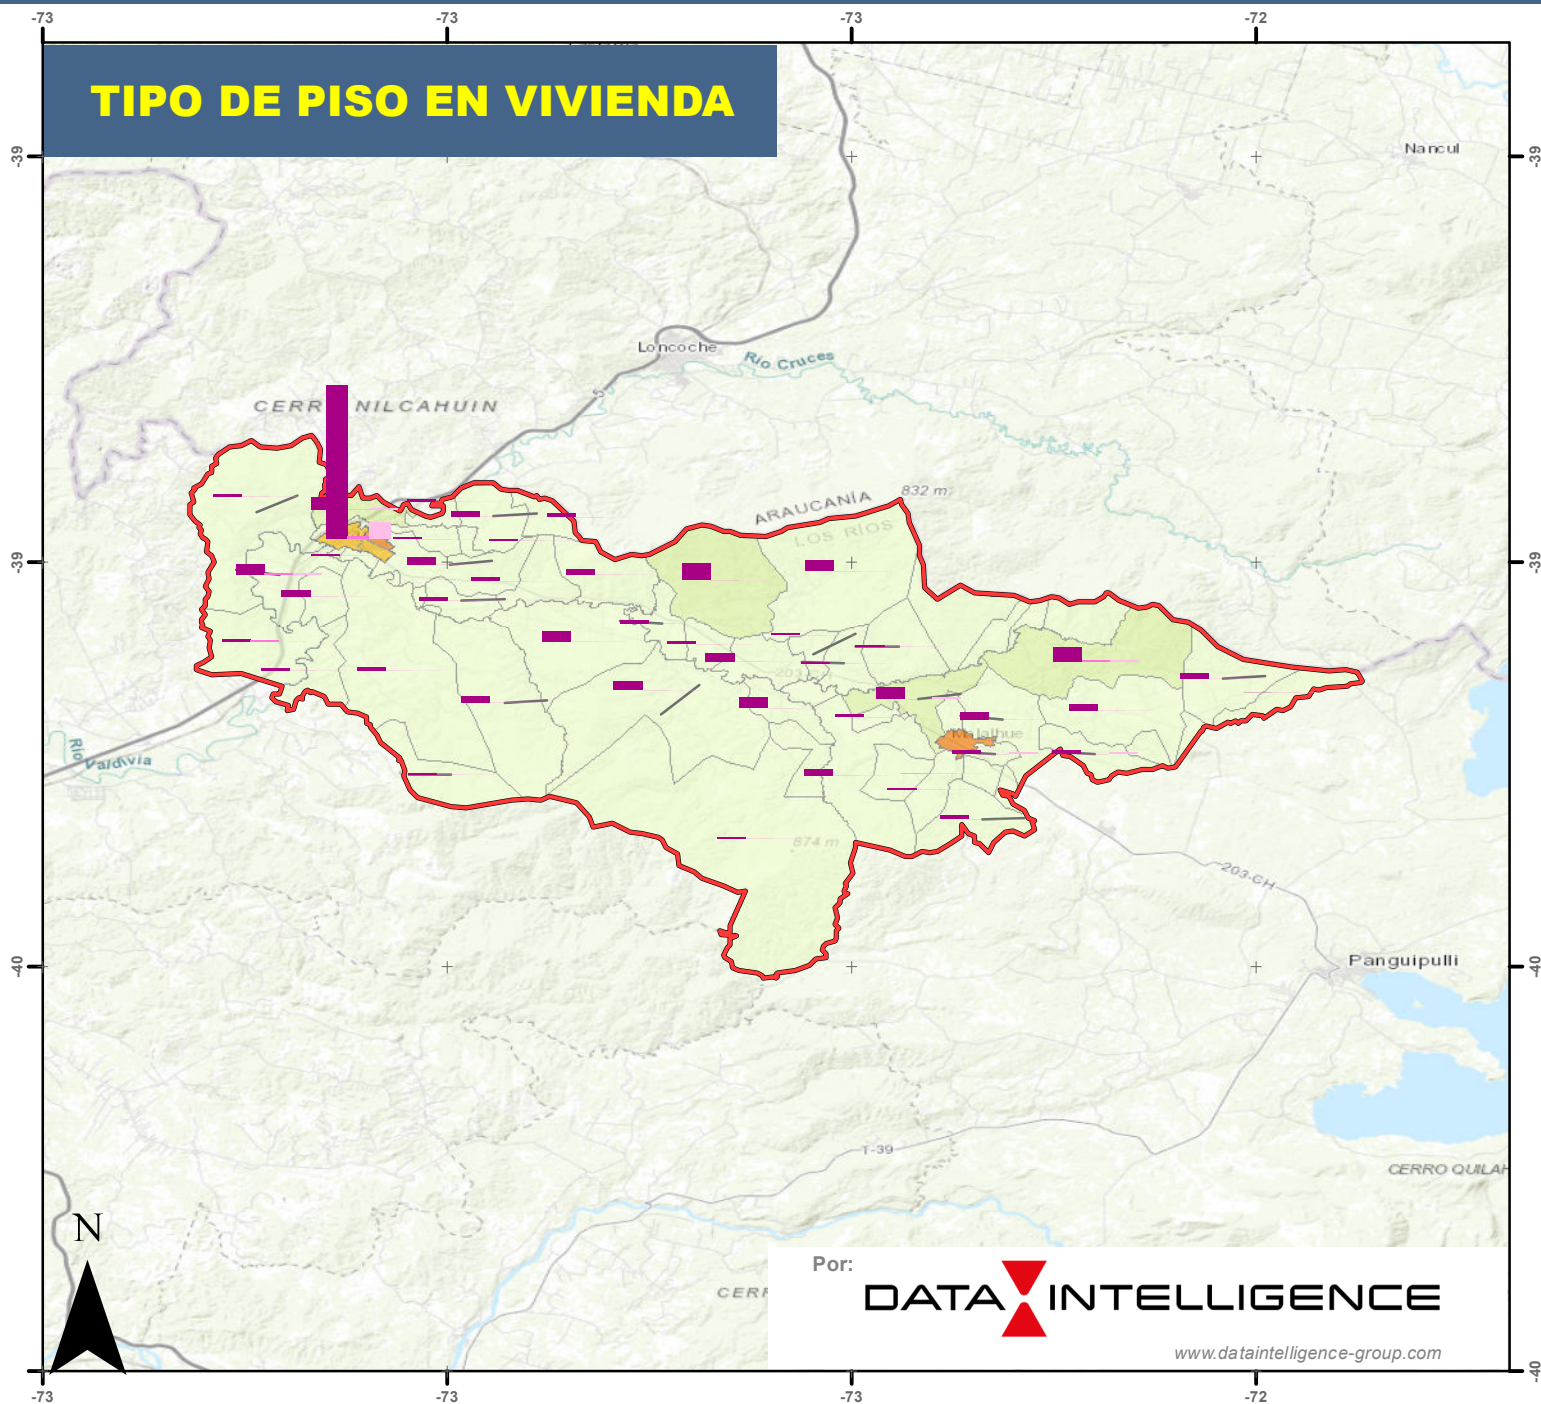 -73 -73 -73 -72
TIPO DE PISO EN VIVIENDA
-39 -39
Nancul
Loncoche
Río Cruces
5
NILCAHUIN
ARAUCANÍA
832 m
LOS RÍOS
-39 -39
Malalhue
Río Valdivia
874 m
203-CH
Panguipulli
-40 -40
T-39
CERRO QUILAH
N
Por:
DATA INTELLIGENCE
www.dataintelligence-group.com
-40
-73 -73 -73 -72